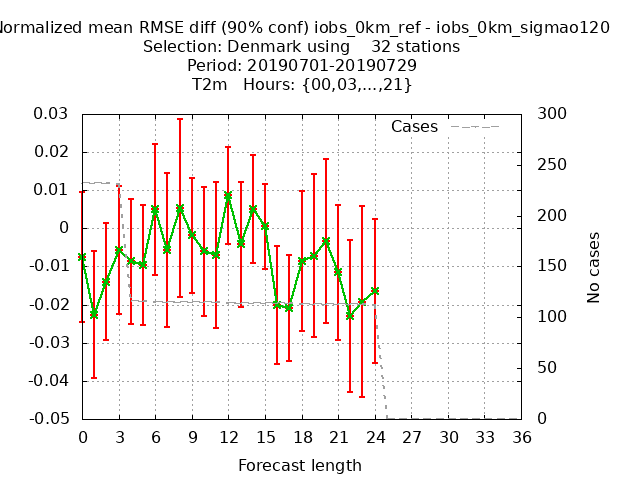 Normalized mean RMSE diff (90% conf) iobs_0km_ref - iobs_0km_sigmao120
Selection: Denmark using 32 stations
Period: 20190701-20190729
T2m Hours: {00,03,...,21}
Cases
0.03
0.02
0.01
0
-0.01
-0.02
-0.03
-0.04
-0.05
300
250
200
150
100
50
0
No cases
0 3 6 9 12 15 18 21 24 27 30 33 36
Forecast length